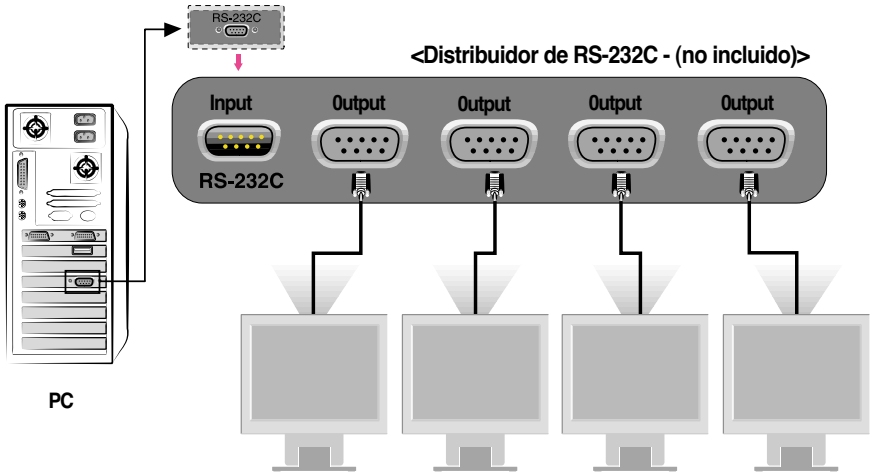 RS-232C
<Distribuidor de RS-232C - (no incluido)>
Input
0utput
0utput
0utput
0utput
RS-232C
PC